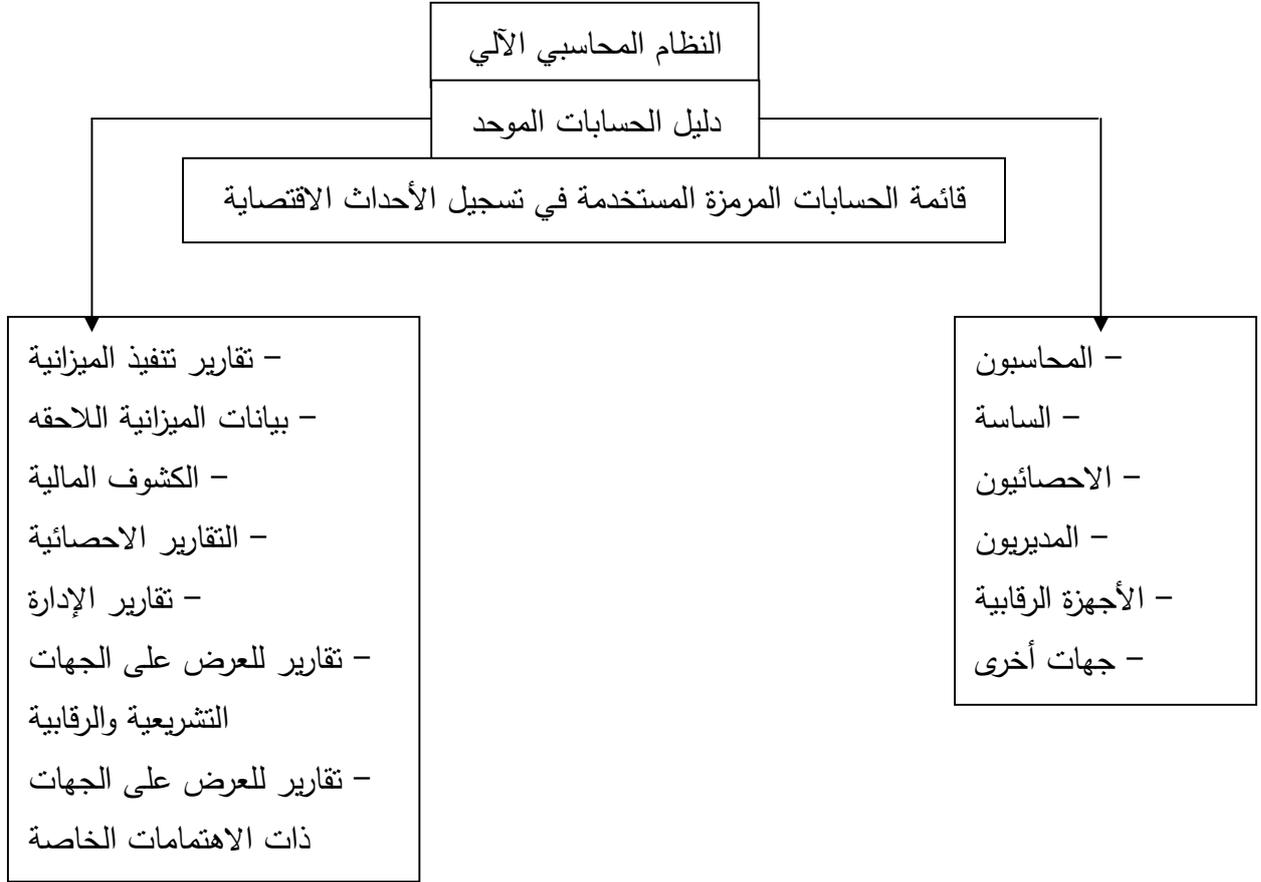 النظام المحاسبي الآلي
دليل الحسابات الموحد
قائمة الحسابات المرمزة المستخدمة في تسجيل الأحداث الاقتصاية
– المحاسبون
– الساسة
– الاحصائيون
– المديريون
– الأجهزة الرقابية
– جهات أخرى
– تقارير تنفيذ الميزانية
– بيانات الميزانية اللاحقه
– الكشوف المالية
– التقارير الاحصائية
– تقارير الإدارة
– تقارير للعرض على الجهات
التشريعية والرقابية
– تقارير للعرض على الجهات
ذات الاهتمامات الخاصة